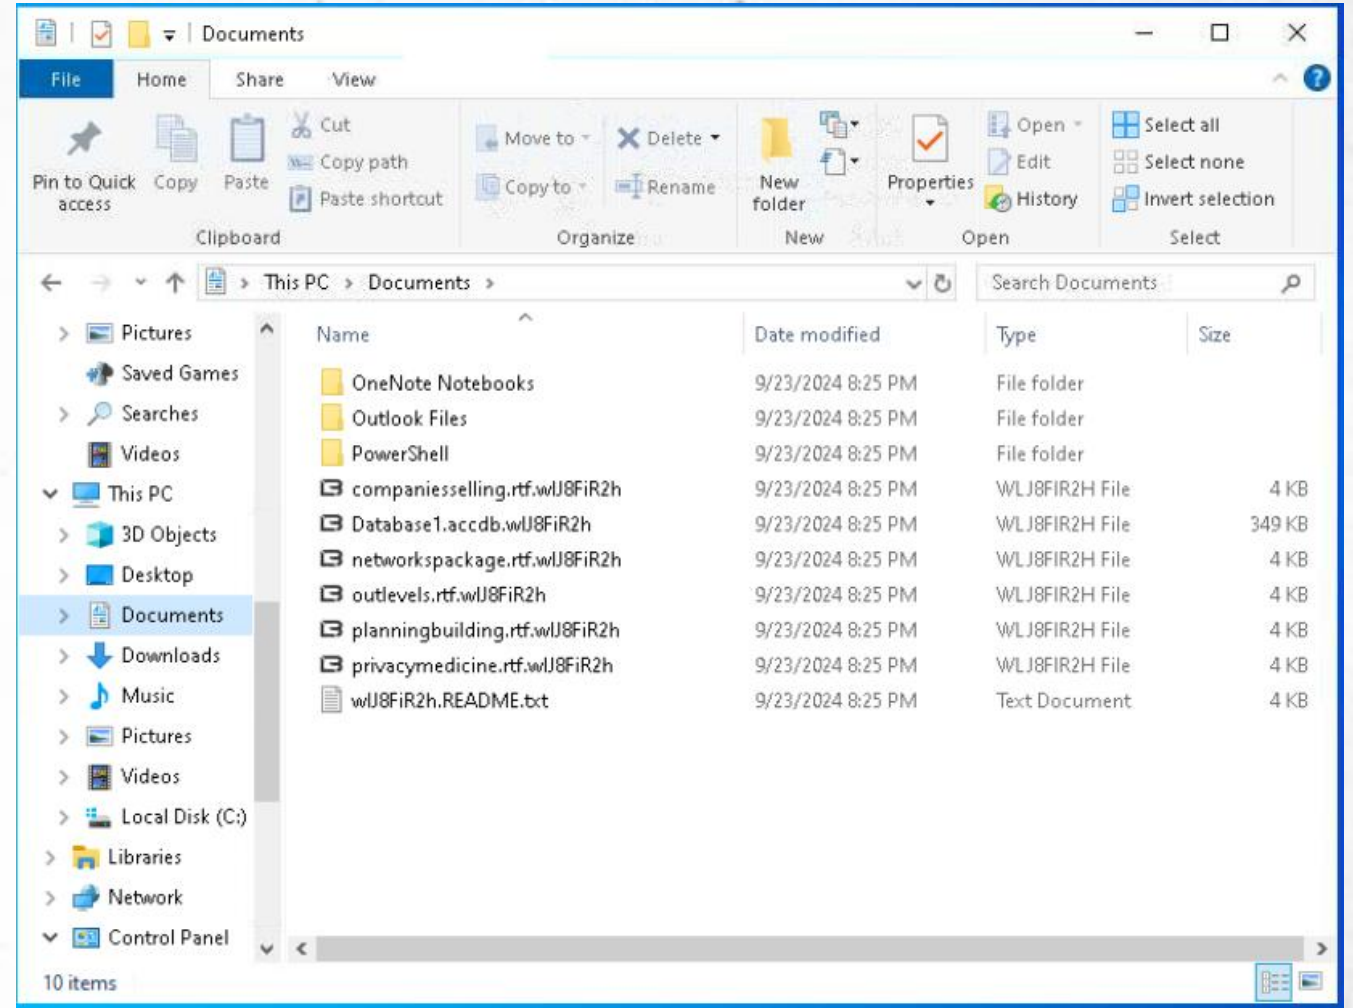 Documents
File Home Share View
Pin to Quick access
Copy
Paste
Cut
Copy path
Paste shortcut
Clipboard
Move to
Copy to
Delete
Rename
Organize
New folder
New
Properties
Open
Edit
History
Open
Select all
Select none
Invert selection
Select
This PC > Documents >
Search Documents
Pictures
Saved Games
Searches
Videos
This PC
3D Objects
Desktop
Documents
Downloads
Music
Pictures
Videos
Local Disk (C:)
Libraries
Network
Control Panel
Name Date modified Type Size
OneNote Notebooks 9/23/2024 8:25 PM File folder
Outlook Files 9/23/2024 8:25 PM File folder
PowerShell 9/23/2024 8:25 PM File folder
companiesselling.rtf.wlJ8FiR2h 9/23/2024 8:25 PM WLJ8FIR2H File 4 KB
Database1.accdb.wlJ8FiR2h 9/23/2024 8:25 PM WLJ8FIR2H File 349 KB
networkspackage.rtf.wlJ8FiR2h 9/23/2024 8:25 PM WLJ8FIR2H File 4 KB
outlevels.rtf.wlJ8FiR2h 9/23/2024 8:25 PM WLJ8FIR2H File 4 KB
planningbuilding.rtf.wlJ8FiR2h 9/23/2024 8:25 PM WLJ8FIR2H File 4 KB
privacymedicine.rtf.wlJ8FiR2h 9/23/2024 8:25 PM WLJ8FIR2H File 4 KB
wlJ8FiR2h.README.txt 9/23/2024 8:25 PM Text Document 4 KB
10 items